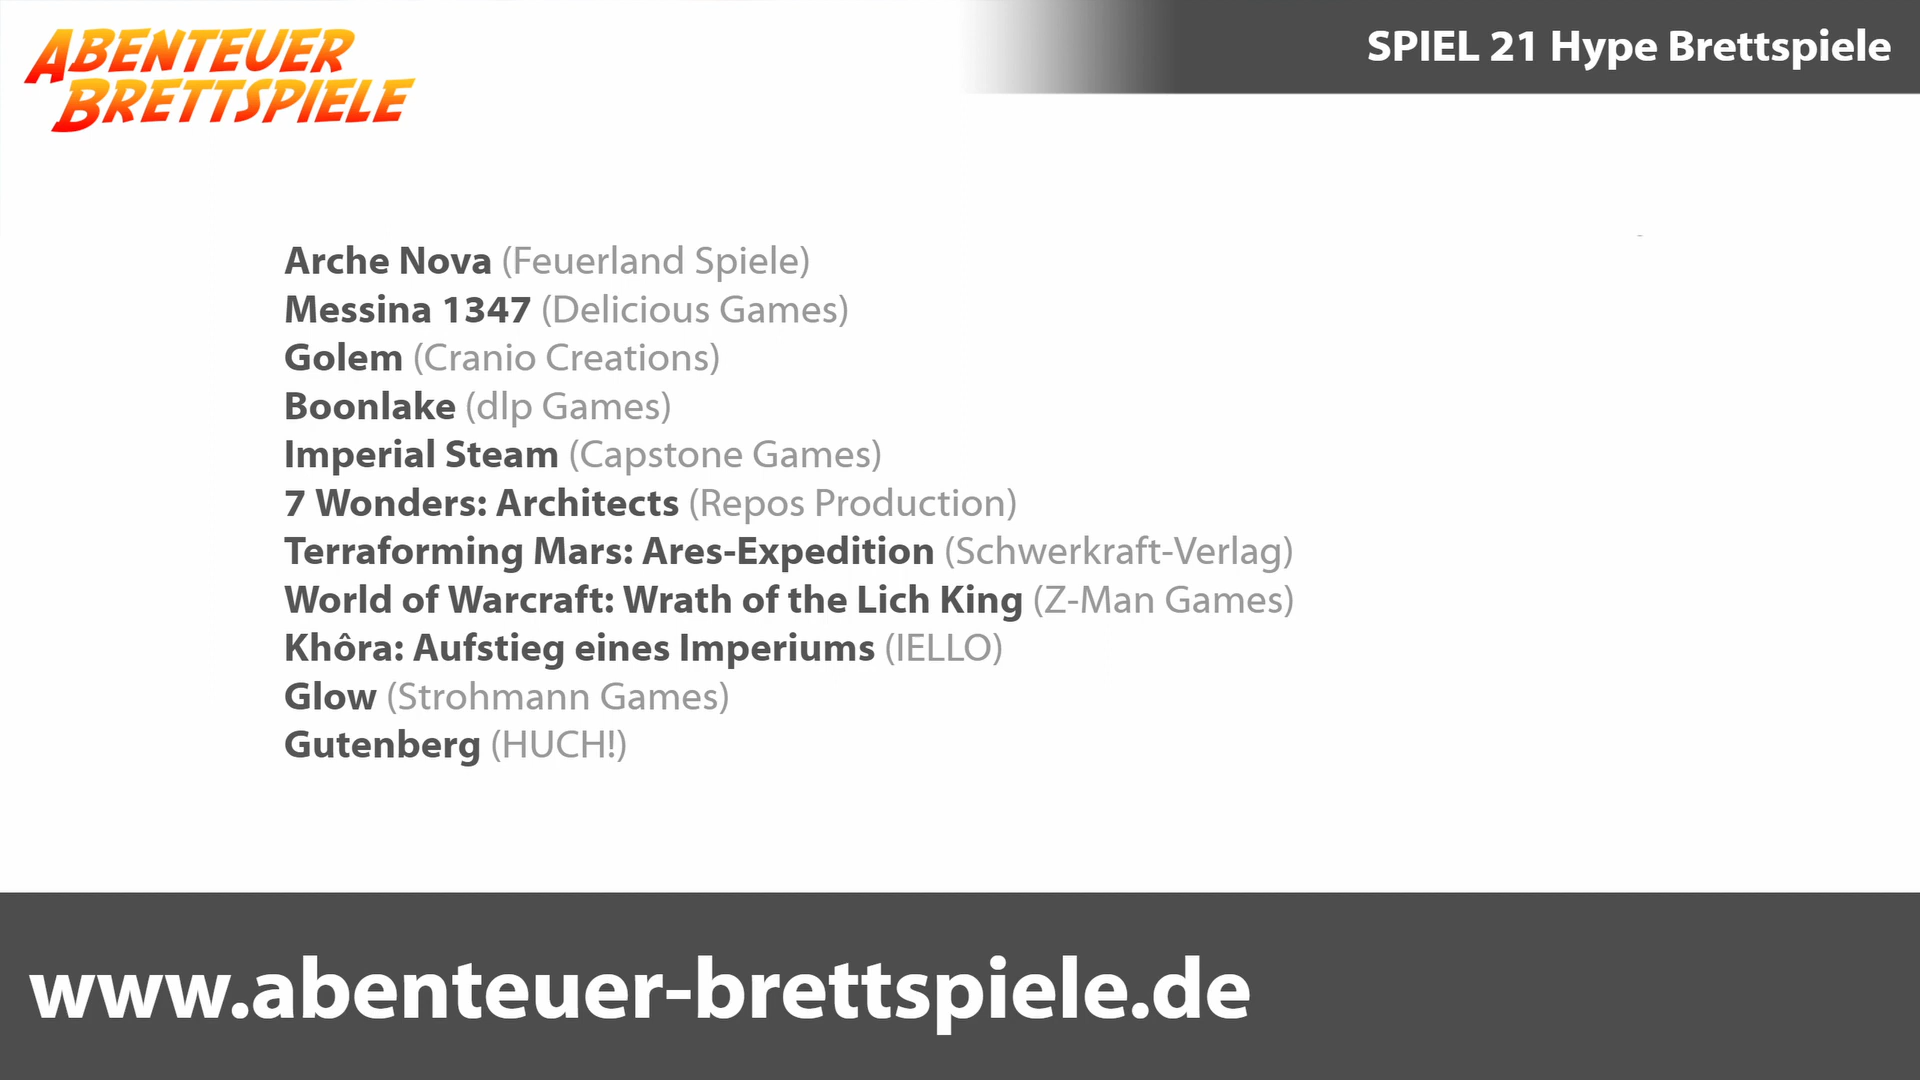 ABENTEUER
BRETTSPIELE
SPIEL 21 Hype Brettspiele
Arche Nova (Feuerland Spiele)
Messina 1347 (Delicious Games)
Golem (Cranio Creations)
Boonlake (dlp Games)
Imperial Steam (Capstone Games)
7 Wonders: Architects (Repos Production)
Terraforming Mars: Ares-Expedition (Schwerkraft-Verlag)
World of Warcraft: Wrath of the Lich King (Z-Man Games)
Khôra: Aufstieg eines Imperiums (IELLO)
Glow (Strohmann Games)
Gutenberg (HUCH!)
www.abenteuer-brettspiele.de